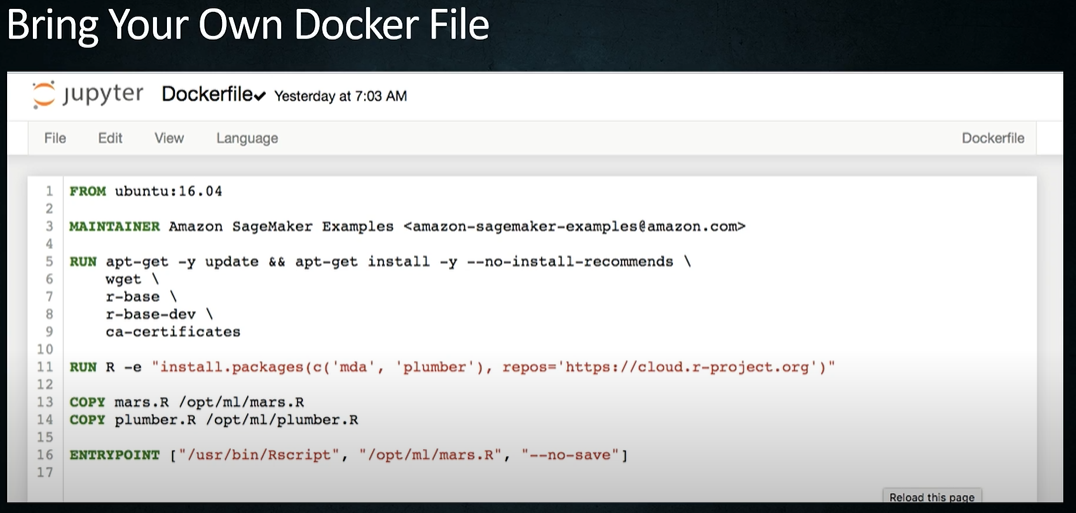 Bring Your Own Docker File
jupyter Dockerfile✔ Yesterday at 7:03 AM
File Edit View Language Dockerfile
1 FROM ubuntu:16.04
2
3 MAINTAINER Amazon SageMaker Examples <amazon-sagemaker-examples@amazon.com>
4
5 RUN apt-get -y update && apt-get install -y --no-install-recommends \
6 wget \
7 r-base \
8 r-base-dev \
9 ca-certificates
10
11 RUN R -e "install.packages(c('mda', 'plumber'), repos='https://cloud.r-project.org')"
12
13 COPY mars.R /opt/ml/mars.R
14 COPY plumber.R /opt/ml/plumber.R
15
16 ENTRYPOINT ["/usr/bin/Rscript", "/opt/ml/mars.R", "--no-save"]
17
Reload this page